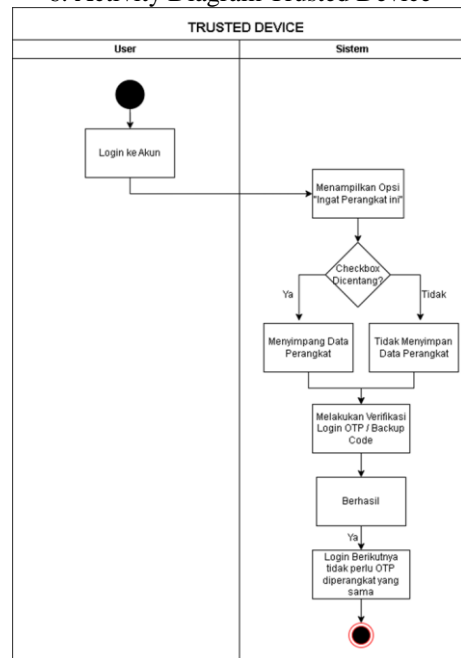 6. Activity Diagram Trusted Device
TRUSTED DEVICE
User
Sistem
Login ke Akun
Menampilkan Opsi
"Ingat Perangkat ini"
Checkbox
Dicentang?
Ya
Tidak
Menyimpang Data
Perangkat
Tidak Menyimpan
Data Perangkat
Melakukan Verifikasi
Login OTP / Backup
Code
Berhasil
Ya
Login Berikutnya
tidak perlu OTP
diperangkat yang
sama